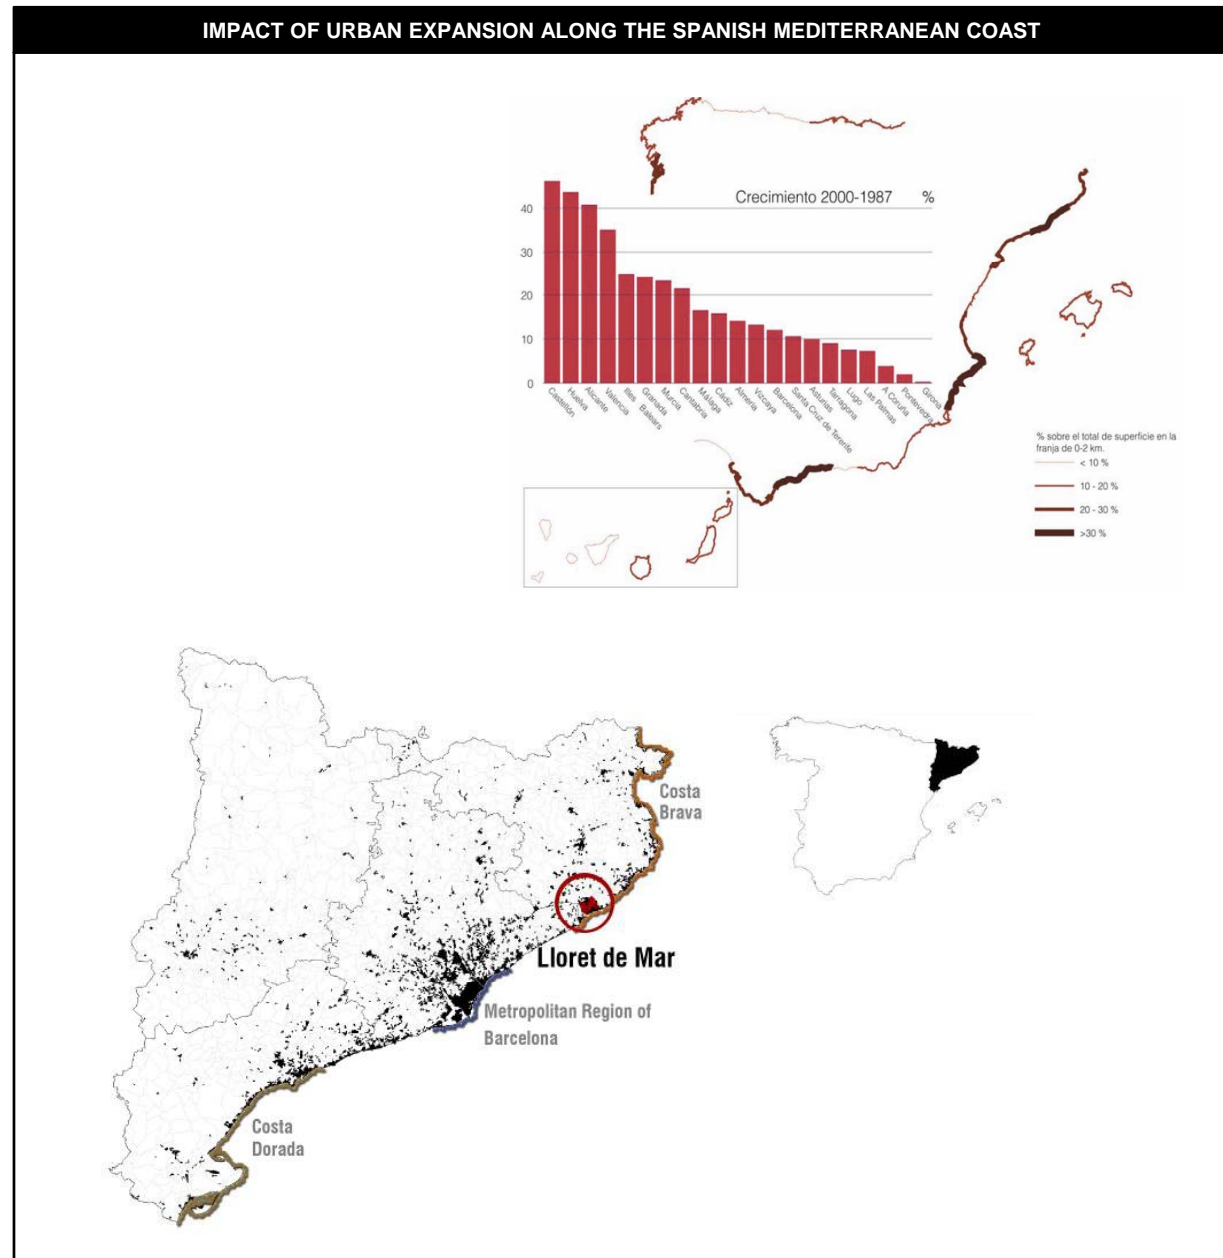 IMPACT OF URBAN EXPANSION ALONG THE SPANISH MEDITERRANEAN COAST
Crecimiento 2000-1987 %
40
30
20
10
0
Castellón
Huelva
Alicante
Valencia
Illes Balears
Granada
Murcia
Cantabria
Málaga
Cádiz
Almería
Vizcaya
Barcelona
Santa Cruz de Tererife
Asturias
Tarragona
Lugo
Las Palmas
A Coruña
Pontevedra
Girona
% sobre el total de superficie en la
franja de 0-2 km.
< 10 %
10 - 20 %
20 - 30 %
>30 %
Costa
Brava
Lloret de Mar
Metropolitan Region of
Barcelona
Costa
Dorada